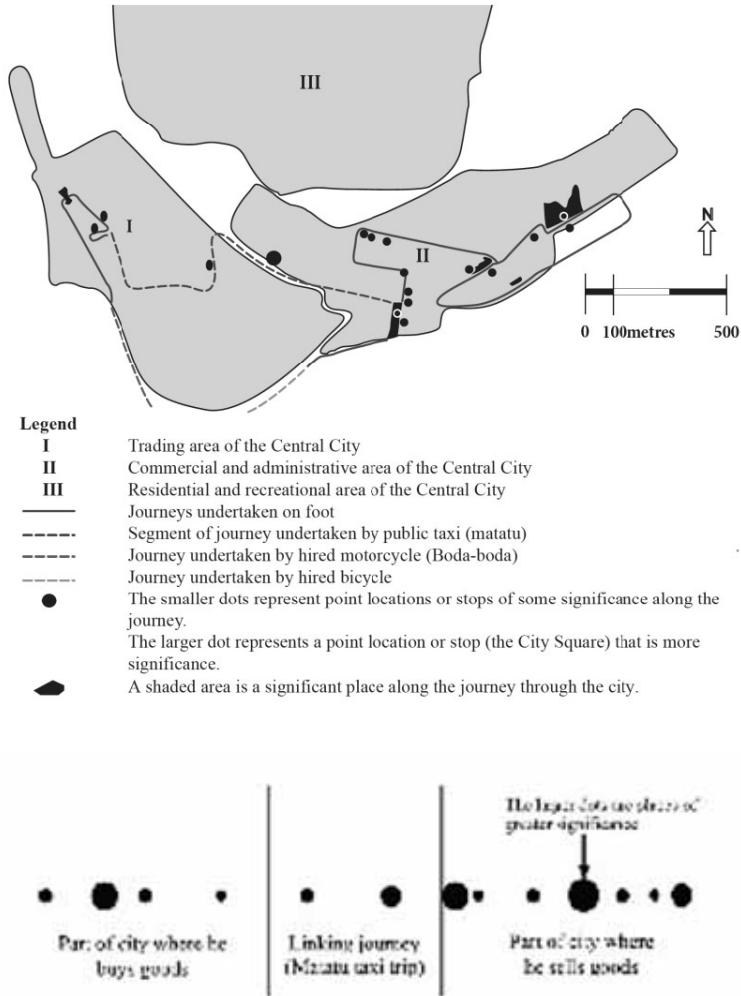 III
I
II
N
0 100metres 500
Legend
I Trading area of the Central City
II Commercial and administrative area of the Central City
III Residential and recreational area of the Central City
Journeys undertaken on foot
Segment of journey undertaken by public taxi (matatu)
Journey undertaken by hired motorcycle (Boda-boda)
Journey undertaken by hired bicycle
The smaller dots represent point locations or stops of some significance along the
journey.
The larger dot represents a point location or stop (the City Square) that is more
significance.
A shaded area is a significant place along the journey through the city.
The larger dots are places of
greater significance
Part of city where he
buys goods
Linking journey
(Matatu taxi trip)
Part of city where
he sells goods